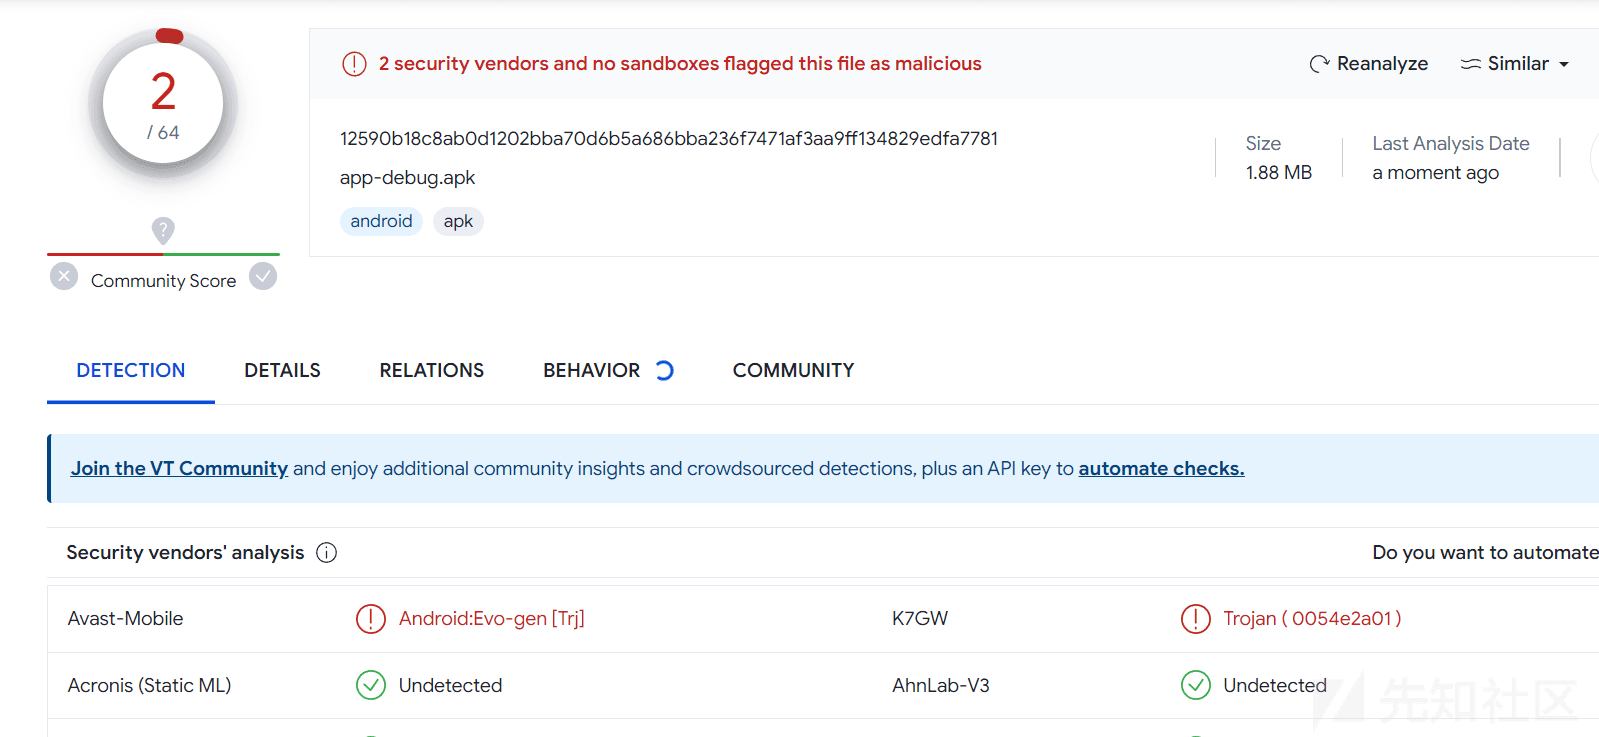 2
/ 64
Community Score
2 security vendors and no sandboxes flagged this file as malicious
Reanalyze
Similar
12590b18c8ab0d1202bba70d6b5a686bba236f7471af3aa9ff134829edfa7781
app-debug.apk
android apk
Size
1.88 MB
Last Analysis Date
a moment ago
DETECTION DETAILS RELATIONS BEHAVIOR COMMUNITY
Join the VT Community and enjoy additional community insights and crowdsourced detections, plus an API key to automate checks.
Security vendors' analysis
Do you want to automate
Avast-Mobile Android:Evo-gen [Trj] K7GW Trojan ( 0054e2a01 )
Acronis (Static ML) Undetected AhnLab-V3 Undetected
先知社区